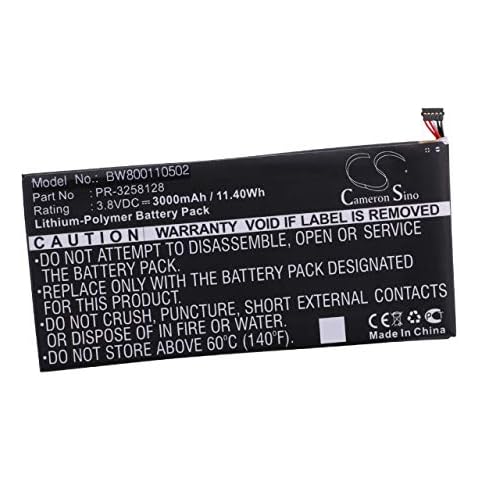 Model No.: BW800110502
Part No : PR-3258128
Rating : 3.8VDC ⎓ 3000mAh / 11.40Wh
Lithium-Polymer Battery Pack
CS
Cameron Sino
Caution : WARRANTY VOID IF LABEL IS REMOVED
*DO NOT ATTEMPT TO DISASSEMBLE OR OPEN
THE BATTERY PACK.
*REPLACE ONLY WITH THE BATTERY PACK DESIGNED
FOR THIS PRODUCT.
*DO NOT CRUSH, PUNCTURE OR SHORT
EXTERNAL CONTACTS.
*DO NOT DISPOSE OF IN FIRE OR WATER.
*TEMPERATURE ABOVE 60℃ (140℉).
CE
Made In China